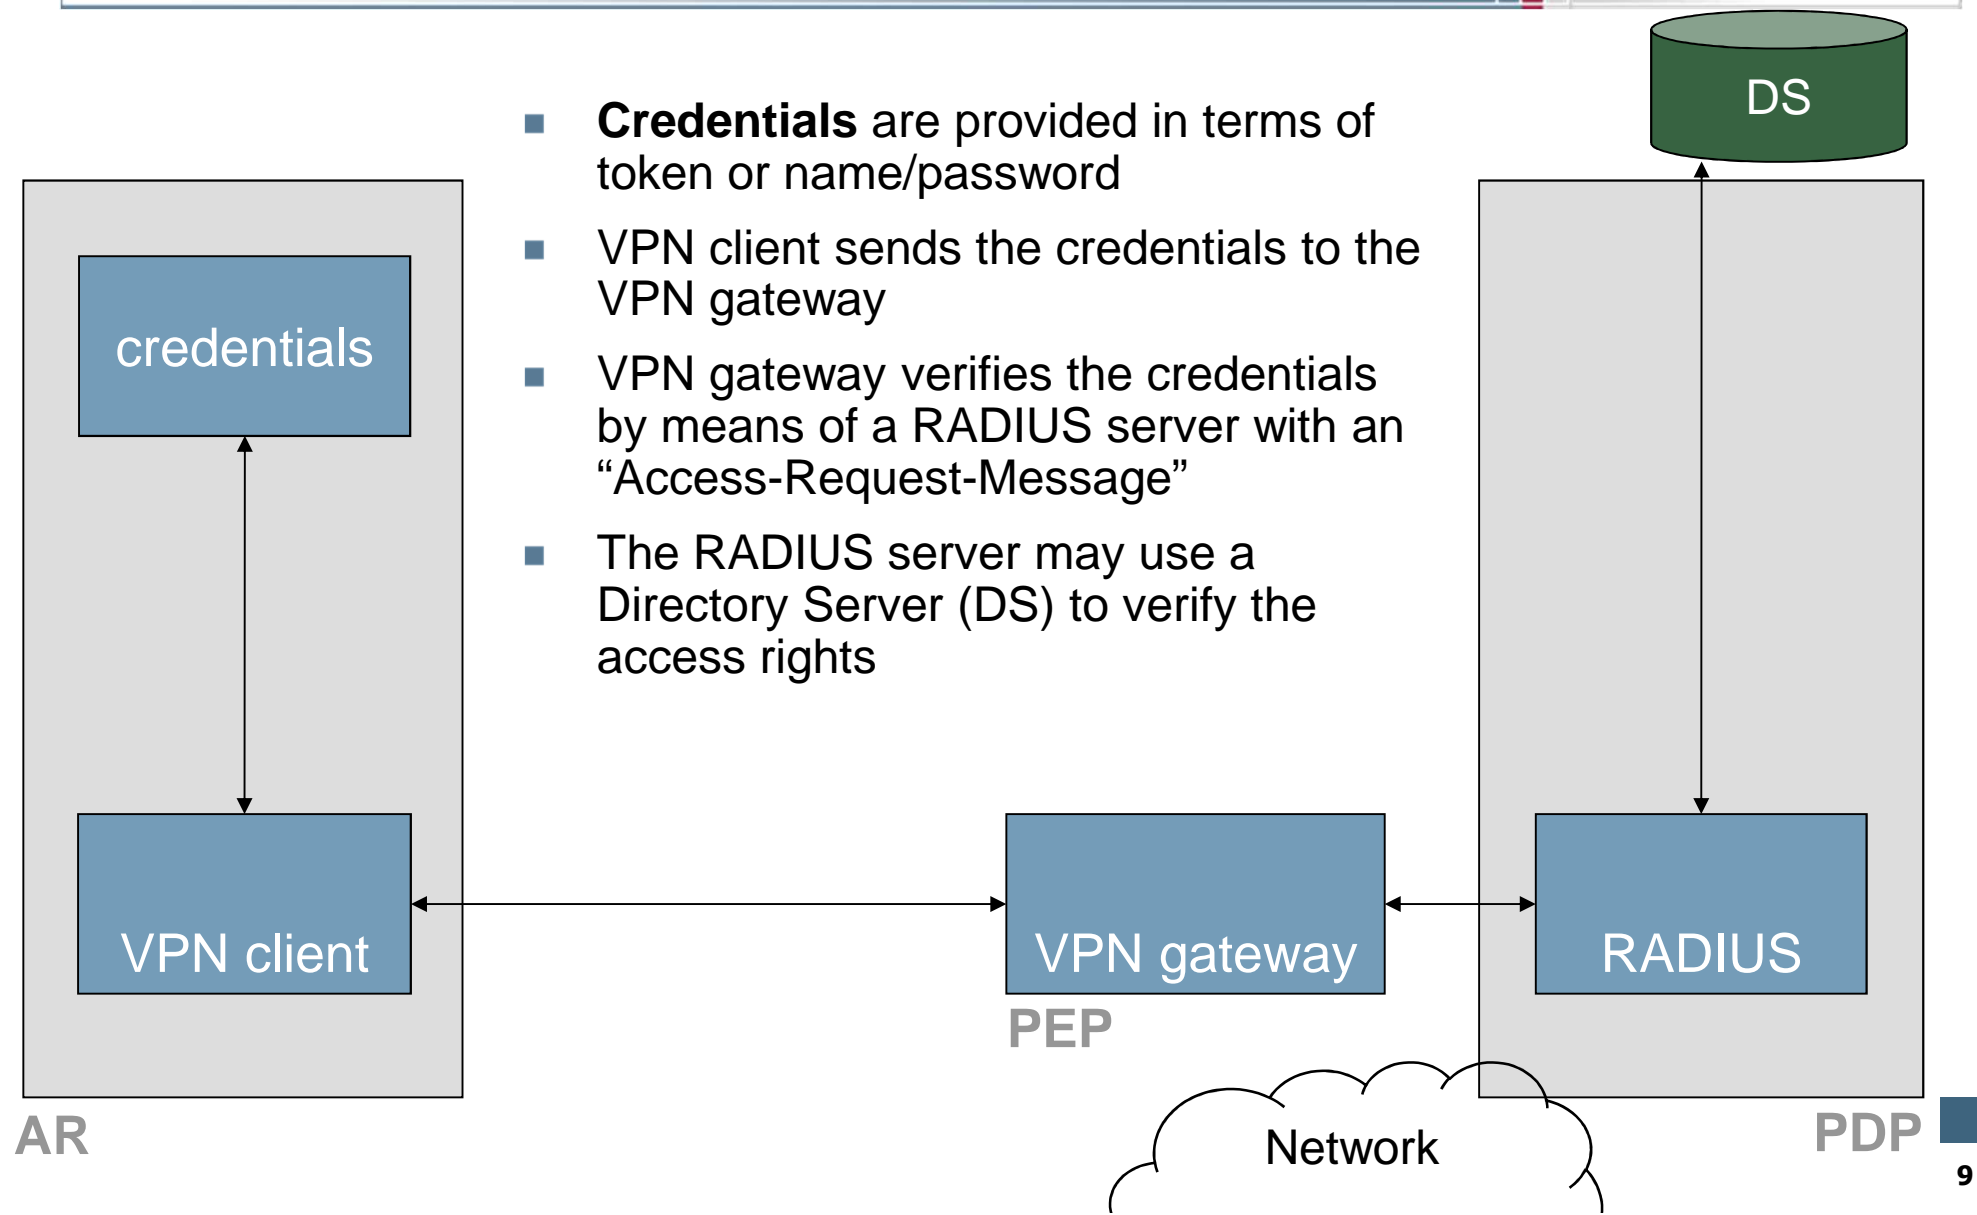 DS
Credentials are provided in terms of
token or name/password
VPN client sends the credentials to the
VPN gateway
VPN gateway verifies the credentials
by means of a RADIUS server with an
“Access-Request-Message”
The RADIUS server may use a
Directory Server (DS) to verify the
access rights
credentials
VPN client
VPN gateway
RADIUS
PEP
AR
Network
PDP
9